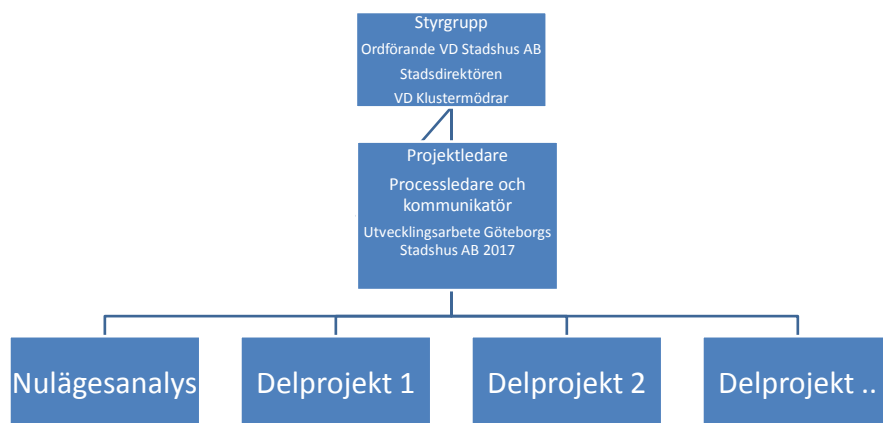 Styrgrupp
Ordförande VD Stadshus AB
Stadsdirektören
VD Klustermödrar
Projektledare
Processledare och
kommunikatör
Utvecklingsarbete Göteborgs
Stadshus AB 2017
Nulägesanalys
Delprojekt 1
Delprojekt 2
Delprojekt ..